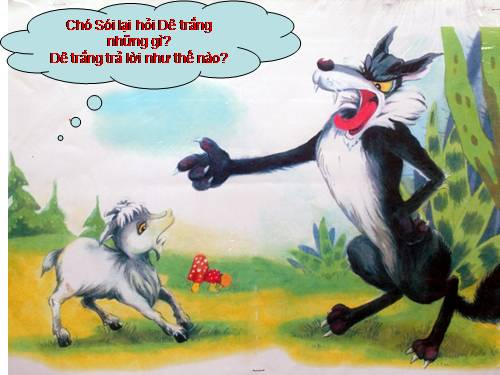 Chó Sói lại hỏi Dê trắng
những gì?
Dê trắng trả lời như thế nào?